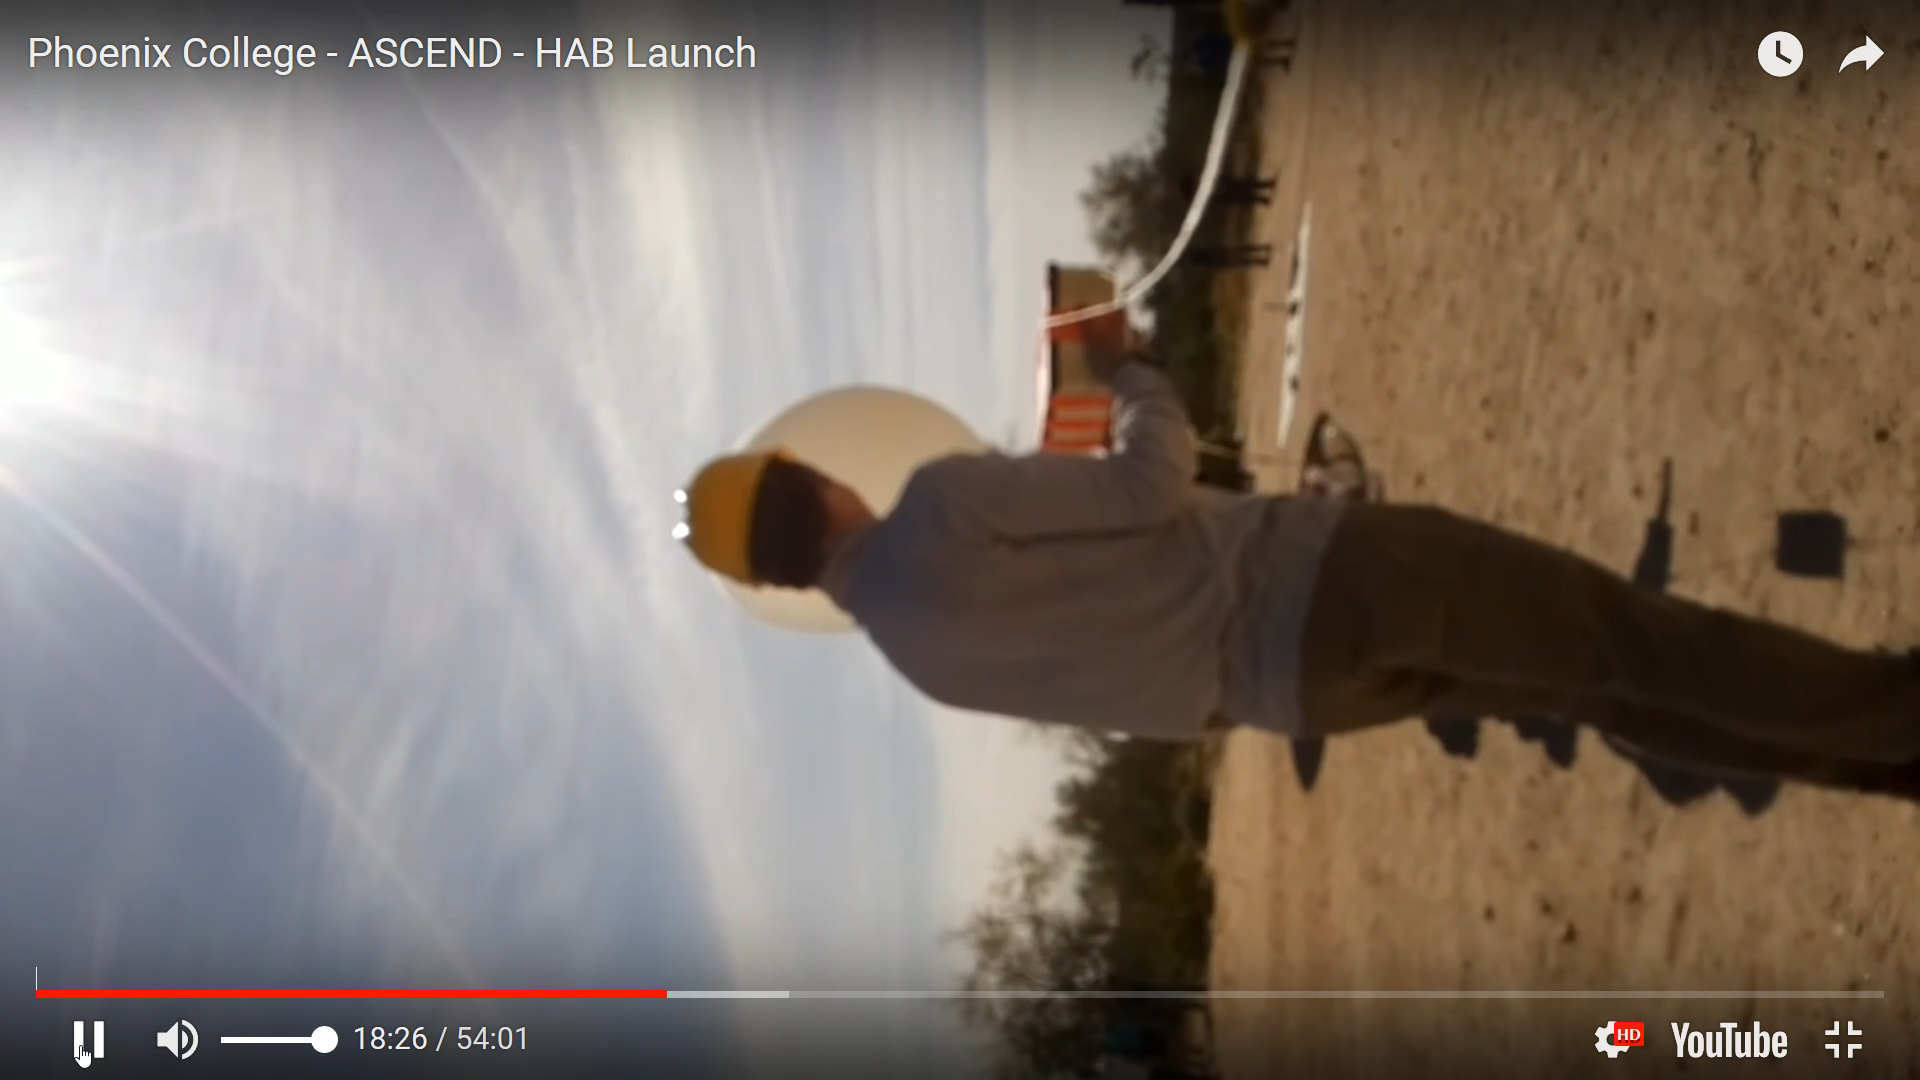 Phoenix College - ASCEND - HAB Launch
18:26 / 54:01
HD
YouTube